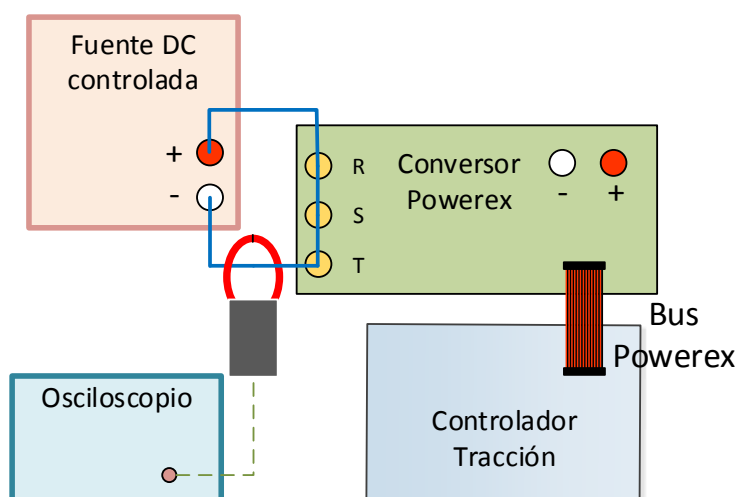 Fuente DC
controlada
+
-
R
S
T
Conversor
Powerex
-
+
Bus
Powerex
Osciloscopio
Controlador
Tracción